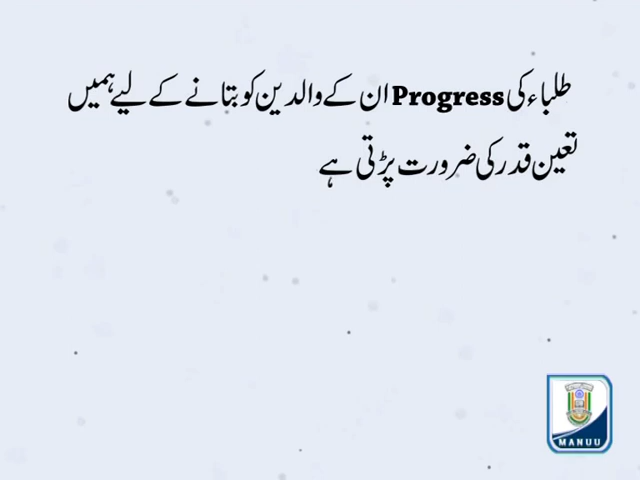 طلباء کی Progress ان کے والدین کو بتانے کے لیے ہمیں
تعین قدر کی ضرورت پڑتی ہے
MANUU